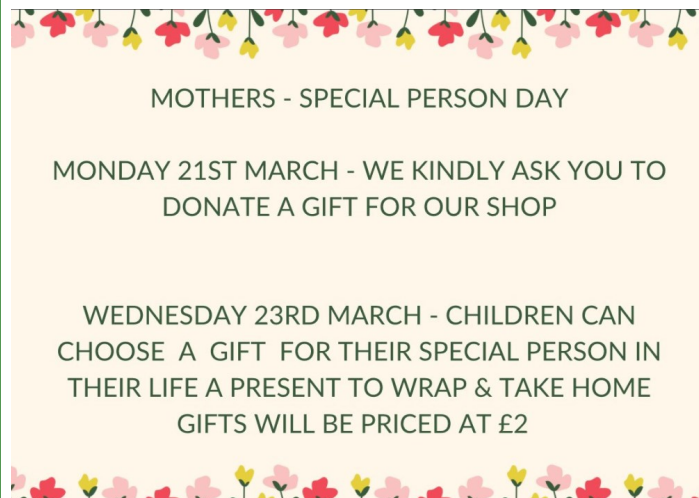 MOTHERS - SPECIAL PERSON DAY
MONDAY 21ST MARCH - WE KINDLY ASK YOU TO
DONATE A GIFT FOR OUR SHOP
WEDNESDAY 23RD MARCH - CHILDREN CAN
CHOOSE A GIFT FOR THEIR SPECIAL PERSON IN
THEIR LIFE A PRESENT TO WRAP & TAKE HOME
GIFTS WILL BE PRICED AT £2